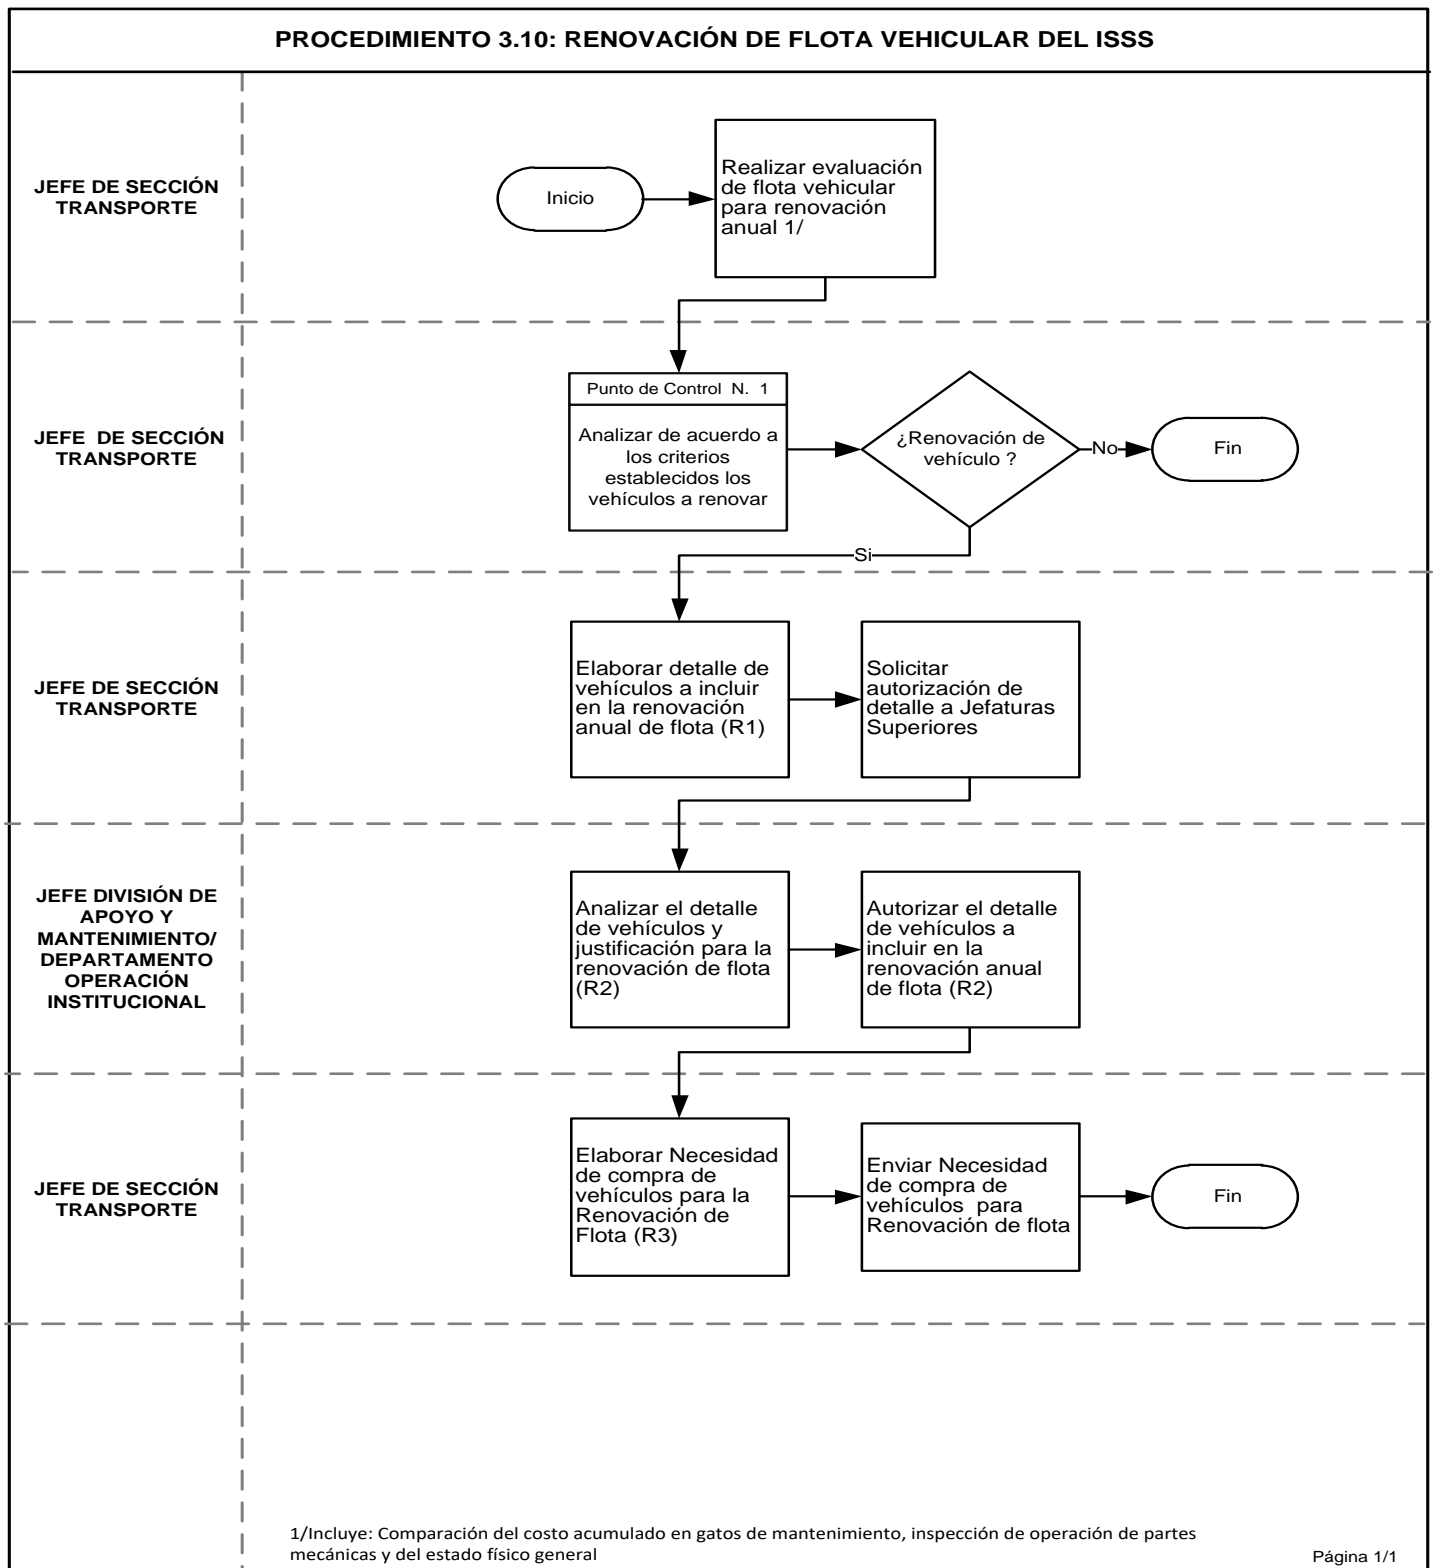 PROCEDIMIENTO 3.10: RENOVACIÓN DE FLOTA VEHICULAR DEL ISSS
JEFE DE SECCIÓN
TRANSPORTE
Inicio
Realizar evaluación
de flota vehicular
para renovación
anual 1/
JEFE DE SECCIÓN
TRANSPORTE
Punto de Control N. 1
Analizar de acuerdo a
los criterios
establecidos los
vehículos a renovar
¿Renovación de
vehículo ?
No
Fin
Si
JEFE DE SECCIÓN
TRANSPORTE
Elaborar detalle de
vehículos a incluir
en la renovación
anual de flota (R1)
Solicitar
autorización de
detalle a Jefaturas
Superiores
JEFE DIVISIÓN DE
APOYO Y
MANTENIMIENTO/
DEPARTAMENTO
OPERACIÓN
INSTITUCIONAL
Analizar el detalle
de vehículos y
justificación para la
renovación de flota
(R2)
Autorizar el detalle
de vehículos a
incluir en la
renovación anual
de flota (R2)
JEFE DE SECCIÓN
TRANSPORTE
Elaborar Necesidad
de compra de
vehículos para la
Renovación de
Flota (R3)
Enviar Necesidad
de compra de
vehículos para
Renovación de flota
Fin
1/Incluye: Comparación del costo acumulado en gatos de mantenimiento, inspección de operación de partes
mecánicas y del estado físico general
Página 1/1